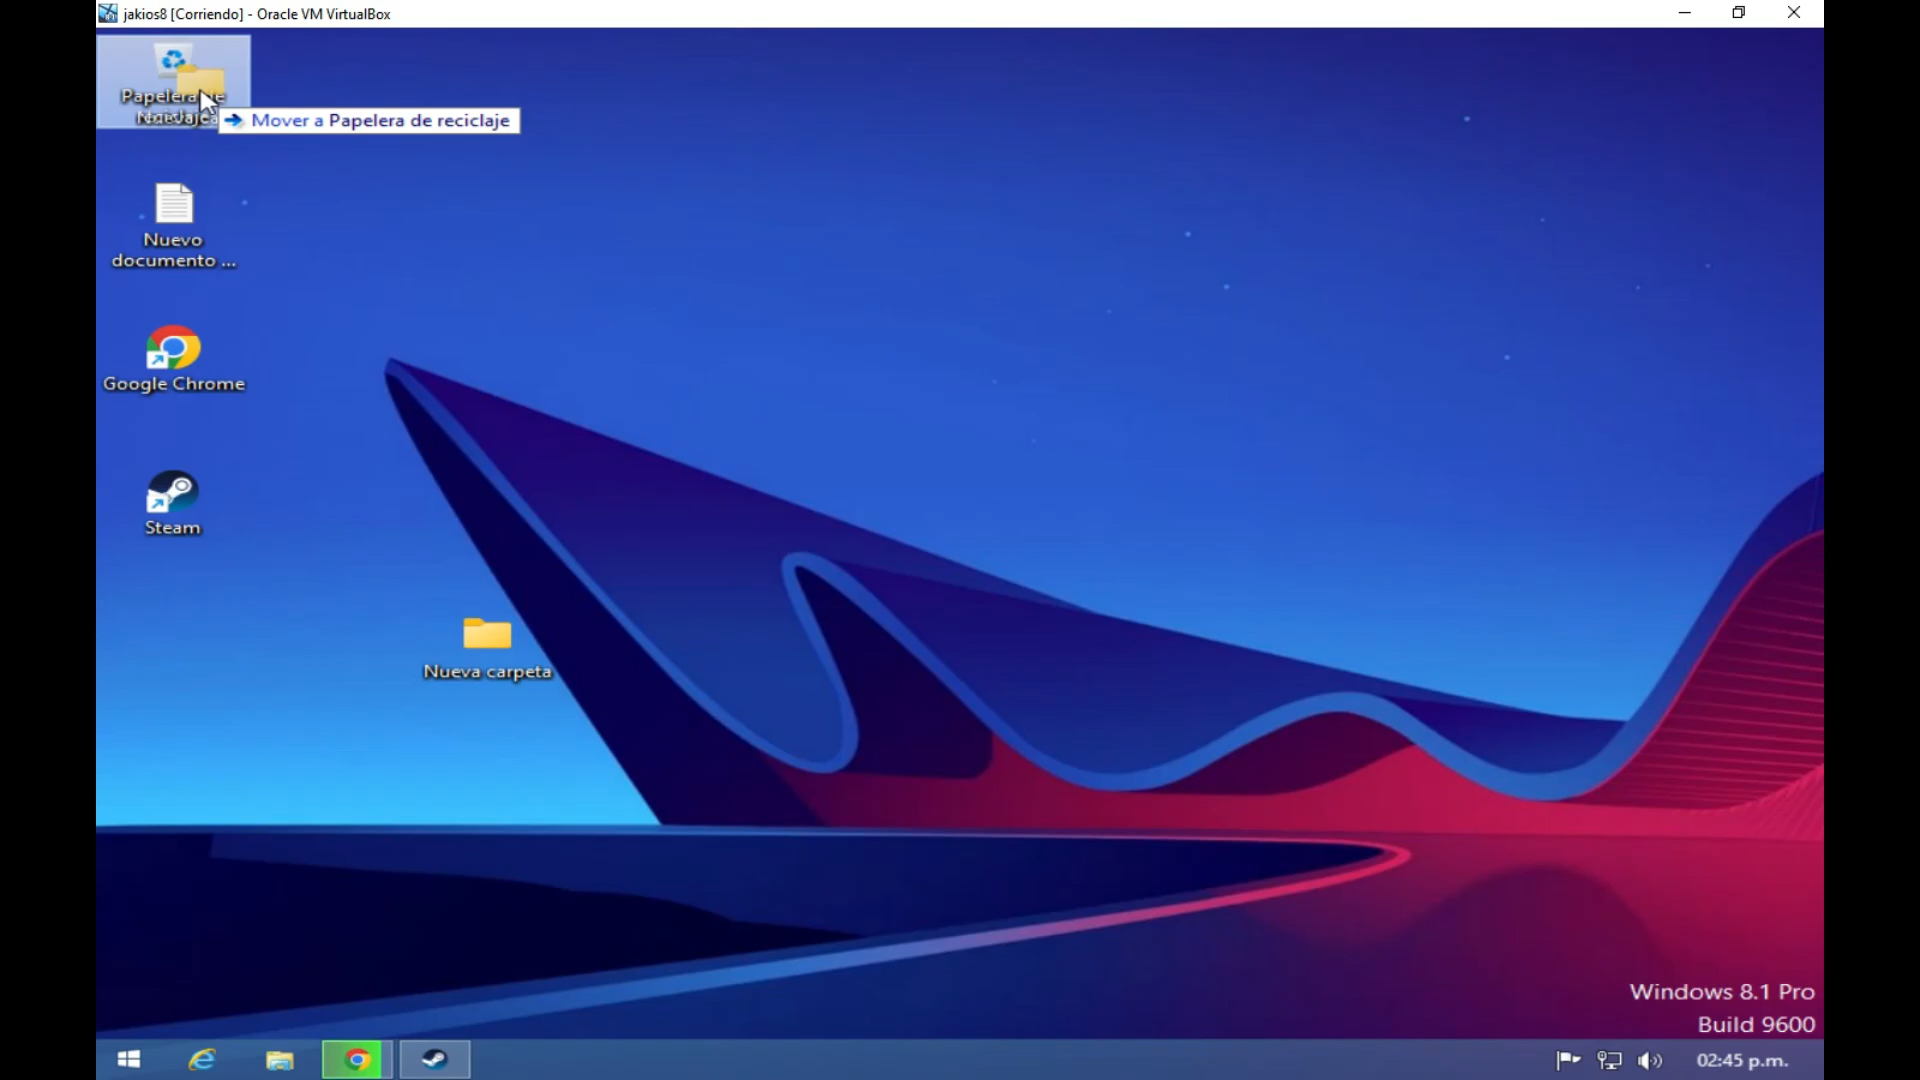 jakios8 [Corriendo] - Oracle VM VirtualBox
Papelera de
Mover a Papelera de reciclaje
Nuevo
documento ...
Google Chrome
Steam
Nueva carpeta
Windows 8.1 Pro
Build 9600
02:45 p.m.